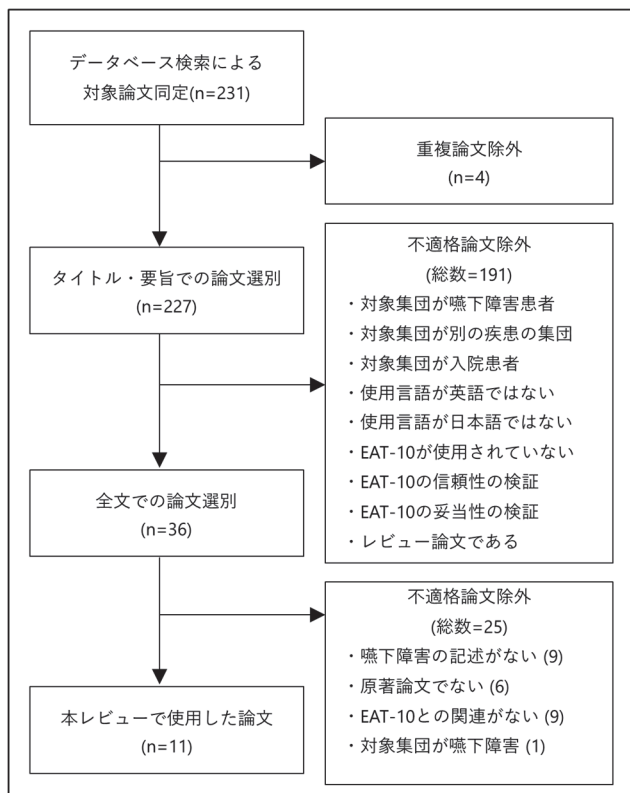 データベース検索による
対象論文同定(n=231)
重複論文除外
(n=4)
タイトル・要旨での論文選別
(n=227)
不適格論文除外
(総数=191)
・対象集団が嚥下障害患者
・対象集団が別の疾患の集団
・対象集団が入院患者
・使用言語が英語ではない
・使用言語が日本語ではない
・EAT-10が使用されていない
・EAT-10の信頼性の検証
・EAT-10の妥当性の検証
・レビュー論文である
全文での論文選別
(n=36)
不適格論文除外
(総数=25)
・嚥下障害の記述がない (9)
・原著論文でない (6)
・EAT-10との関連がない (9)
・対象集団が嚥下障害 (1)
本レビューで使用した論文
(n=11)